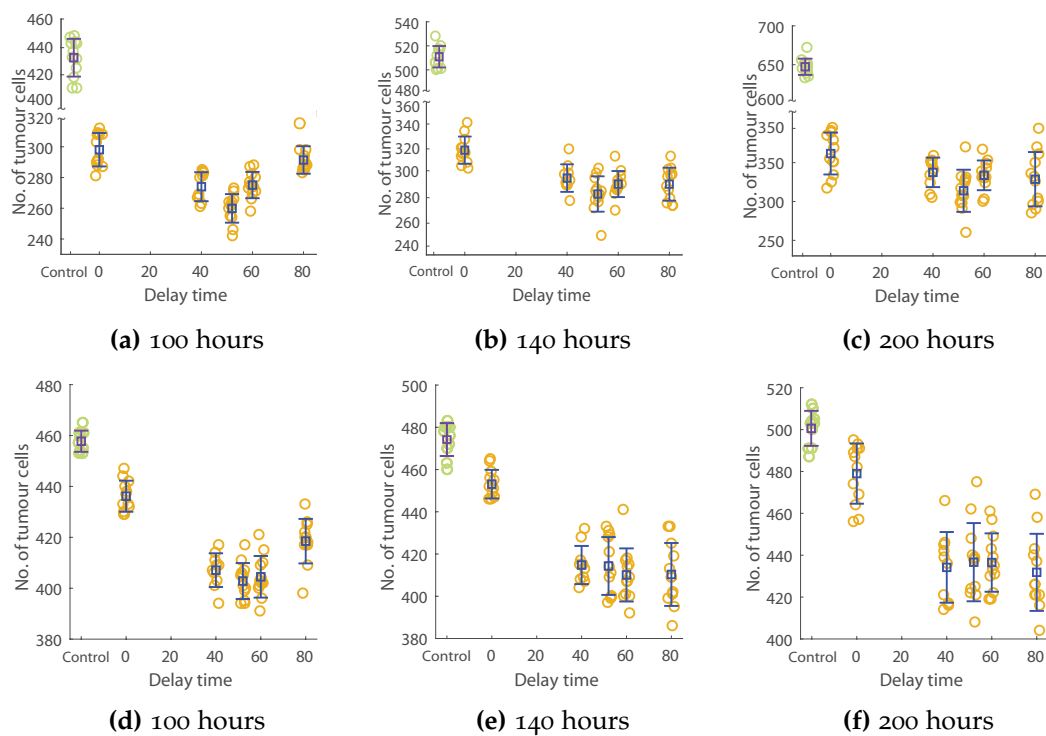 460
440
420
400
320
300
280
260
240
No. of tumour cells
Control 0 20 40 60 80
Delay time
(a) 100 hours
540
520
500
480
360
340
320
300
280
260
240
No. of tumour cells
Control 0 20 40 60 80
Delay time
(b) 140 hours
700
650
600
350
350
300
250
No. of tumour cells
Control 0 20 40 60 80
Delay time
(c) 200 hours
480
460
440
420
400
380
No. of tumour cells
Control 0 20 40 60 80
Delay time
(d) 100 hours
500
480
460
440
420
400
380
No. of tumour cells
Control 0 20 40 60 80
Delay time
(e) 140 hours
520
500
480
460
440
420
400
No. of tumour cells
Control 0 20 40 60 80
Delay time
(f) 200 hours